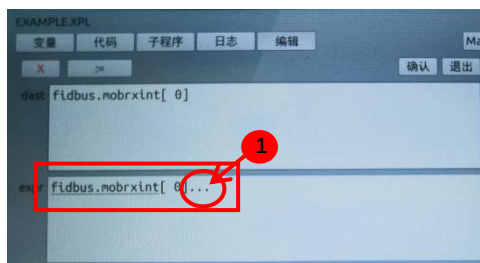 EXAMPLE.XPL
变量 代码 子程序 日志 编辑 Ma
X := 确认 退出
dest fidbus.mobrxint[ 0]
1
expr fidbus.mobrxint[ 0]...